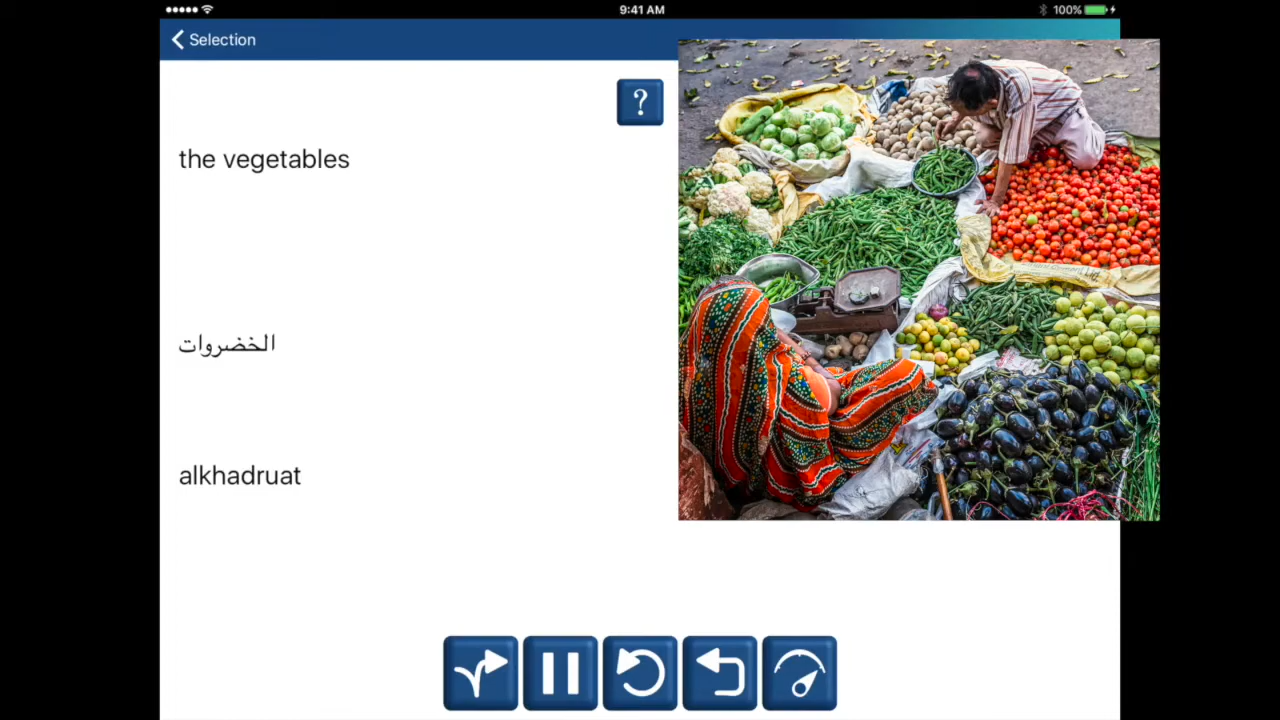 9:41 AM
100%
Selection
?
the vegetables
الخضروات
alkhadruat